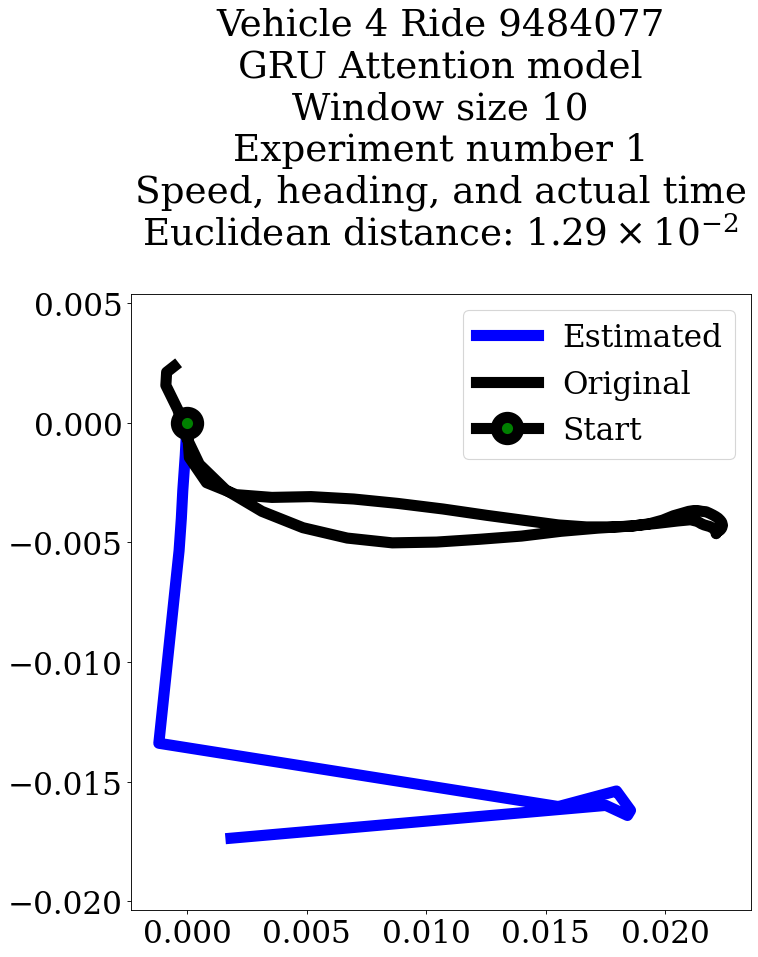 Vehicle 4 Ride 9484077
GRU Attention model
Window size 10
Experiment number 1
Speed, heading, and actual time
Euclidean distance: 1.29 × 10⁻²
0.005
0.000
−0.005
−0.010
−0.015
−0.020
Estimated
Original
Start
0.000 0.005 0.010 0.015 0.020